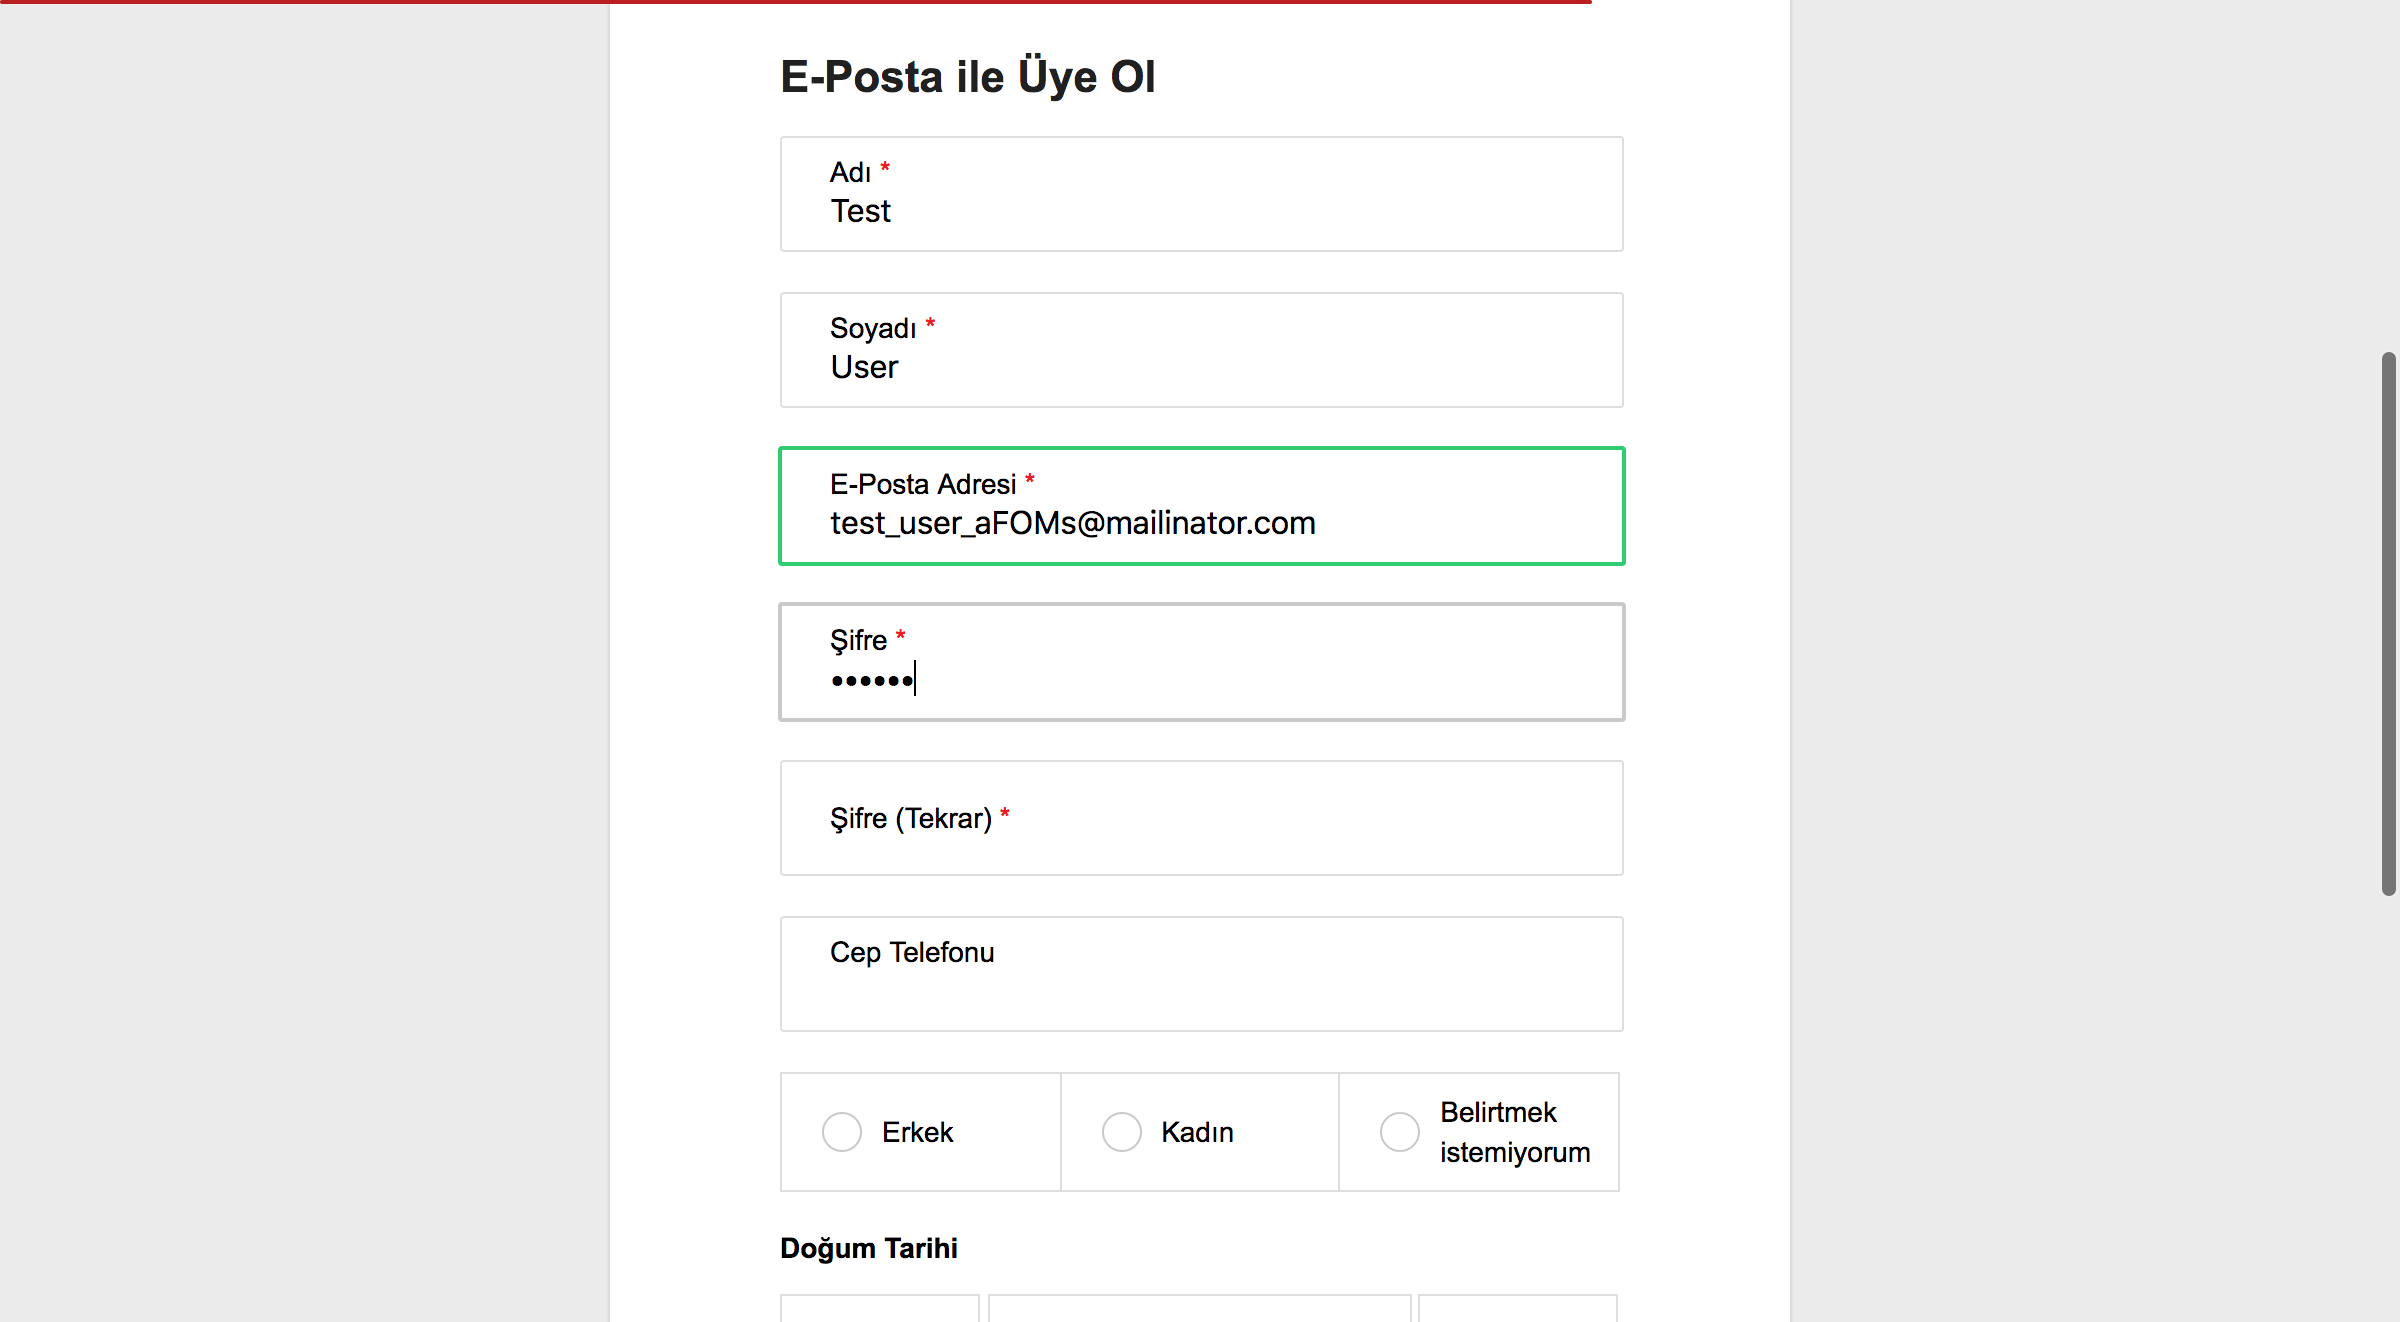 E-Posta ile Üye Ol
Adı *
Test
Soyadı *
User
E-Posta Adresi *
test_user_aFOMs@mailinator.com
Şifre *
••••••
Şifre (Tekrar) *
Cep Telefonu
Erkek
Kadın
Belirtmek
istemiyorum
Doğum Tarihi